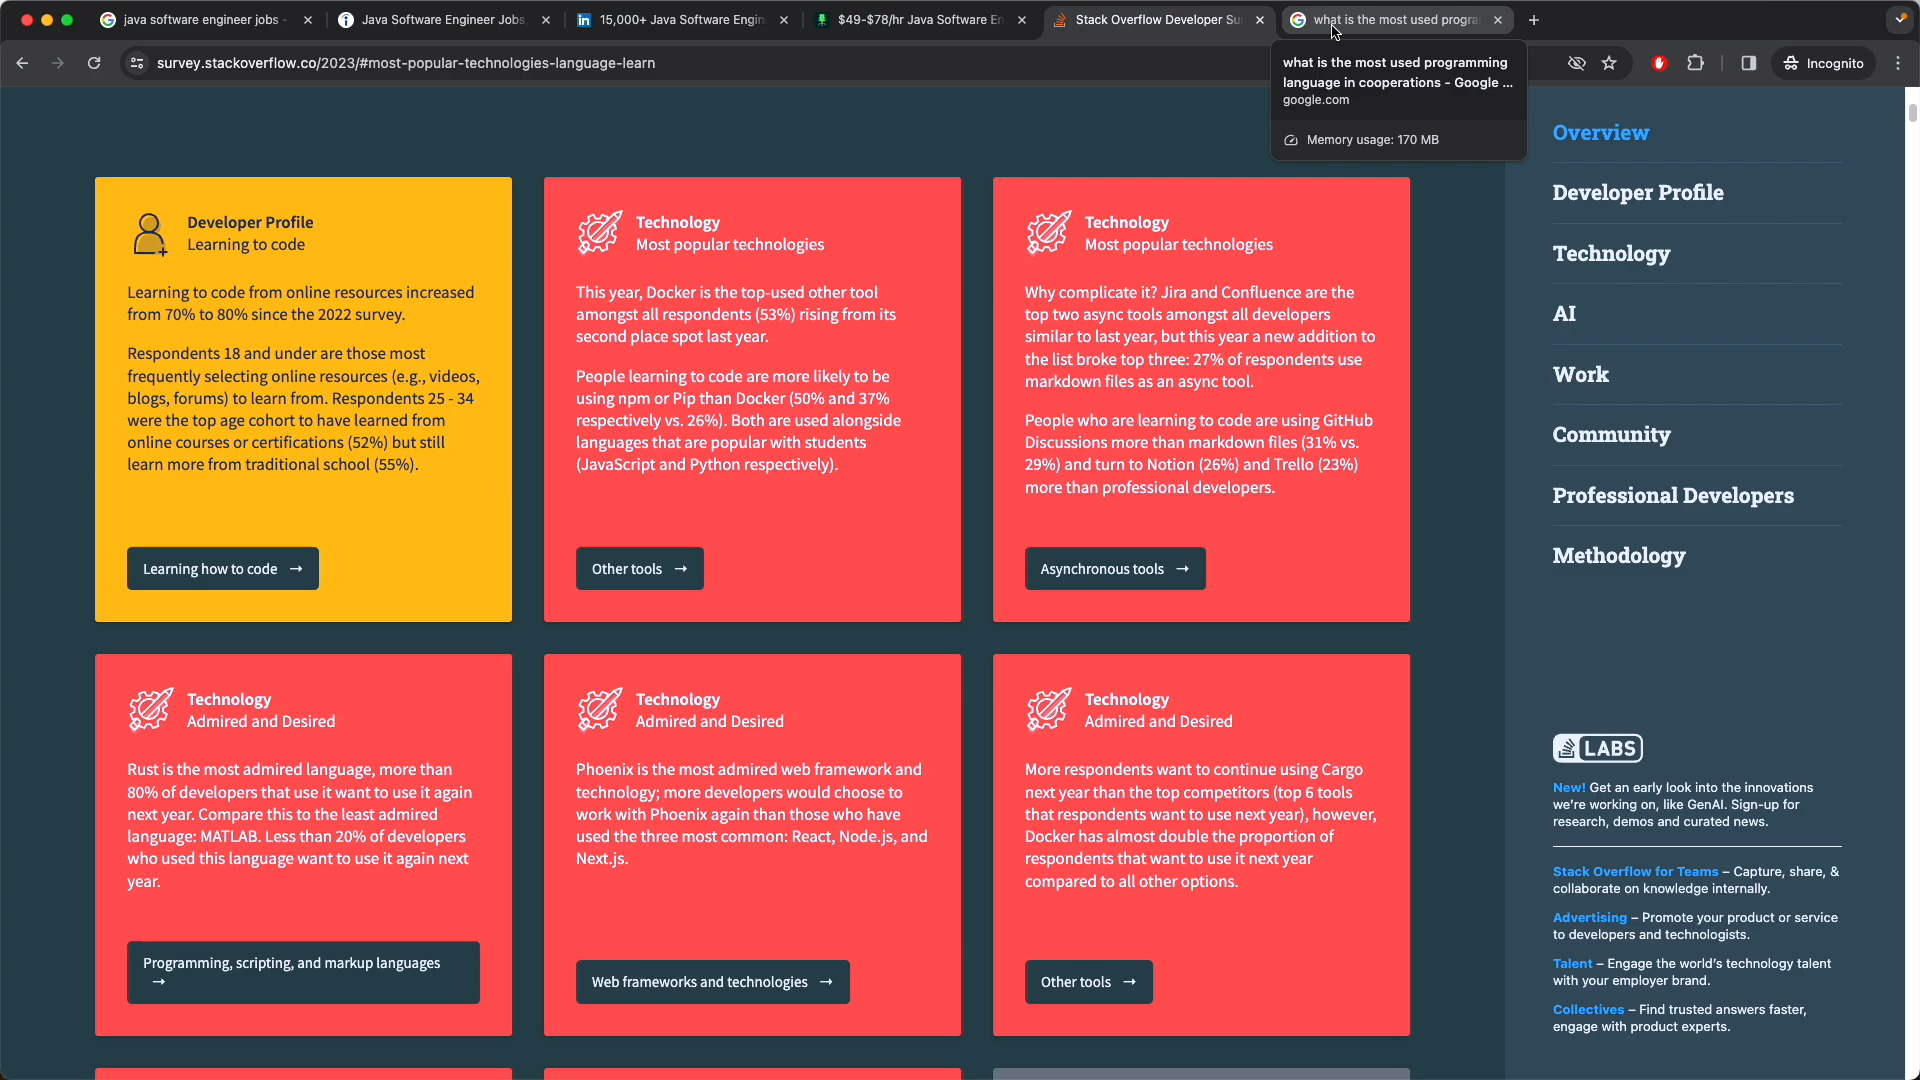 java software engineer jobs -
Java Software Engineer Jobs,
15,000+ Java Software Engin
$49-$78/hr Java Software En
Stack Overflow Developer Su
what is the most used progra
survey.stackoverflow.co/2023/#most-popular-technologies-language-learn
Incognito
what is the most used programming
language in cooperations - Google ...
google.com
Memory usage: 170 MB
Developer Profile
Learning to code
Learning to code from online resources increased
from 70% to 80% since the 2022 survey.
Respondents 18 and under are those most
frequently selecting online resources (e.g., videos,
blogs, forums) to learn from. Respondents 25 - 34
were the top age cohort to have learned from
online courses or certifications (52%) but still
learn more from traditional school (55%).
Learning how to code →
Technology
Most popular technologies
This year, Docker is the top-used other tool
amongst all respondents (53%) rising from its
second place spot last year.
People learning to code are more likely to be
using npm or Pip than Docker (50% and 37%
respectively vs. 26%). Both are used alongside
languages that are popular with students
(JavaScript and Python respectively).
Other tools →
Technology
Most popular technologies
Why complicate it? Jira and Confluence are the
top two async tools amongst all developers
similar to last year, but this year a new addition to
the list broke top three: 27% of respondents use
markdown files as an async tool.
People who are learning to code are using GitHub
Discussions more than markdown files (31% vs.
29%) and turn to Notion (26%) and Trello (23%)
more than professional developers.
Asynchronous tools →
Technology
Admired and Desired
Rust is the most admired language, more than
80% of developers that use it want to use it again
next year. Compare this to the least admired
language: MATLAB. Less than 20% of developers
who used this language want to use it again next
year.
Programming, scripting, and markup languages
→
Technology
Admired and Desired
Phoenix is the most admired web framework and
technology; more developers would choose to
work with Phoenix again than those who have
used the three most common: React, Node.js, and
Next.js.
Web frameworks and technologies →
Technology
Admired and Desired
More respondents want to continue using Cargo
next year than the top competitors (top 6 tools
that respondents want to use next year), however,
Docker has almost double the proportion of
respondents that want to use it next year
compared to all other options.
Other tools →
Overview
Developer Profile
Technology
AI
Work
Community
Professional Developers
Methodology
LABS
New! Get an early look into the innovations
we're working on, like GenAI. Sign-up for
research, demos and curated news.
Stack Overflow for Teams – Capture, share, &
collaborate on knowledge internally.
Advertising – Promote your product or service
to developers and technologists.
Talent – Engage the world's technology talent
with your employer brand.
Collectives – Find trusted answers faster,
engage with product experts.